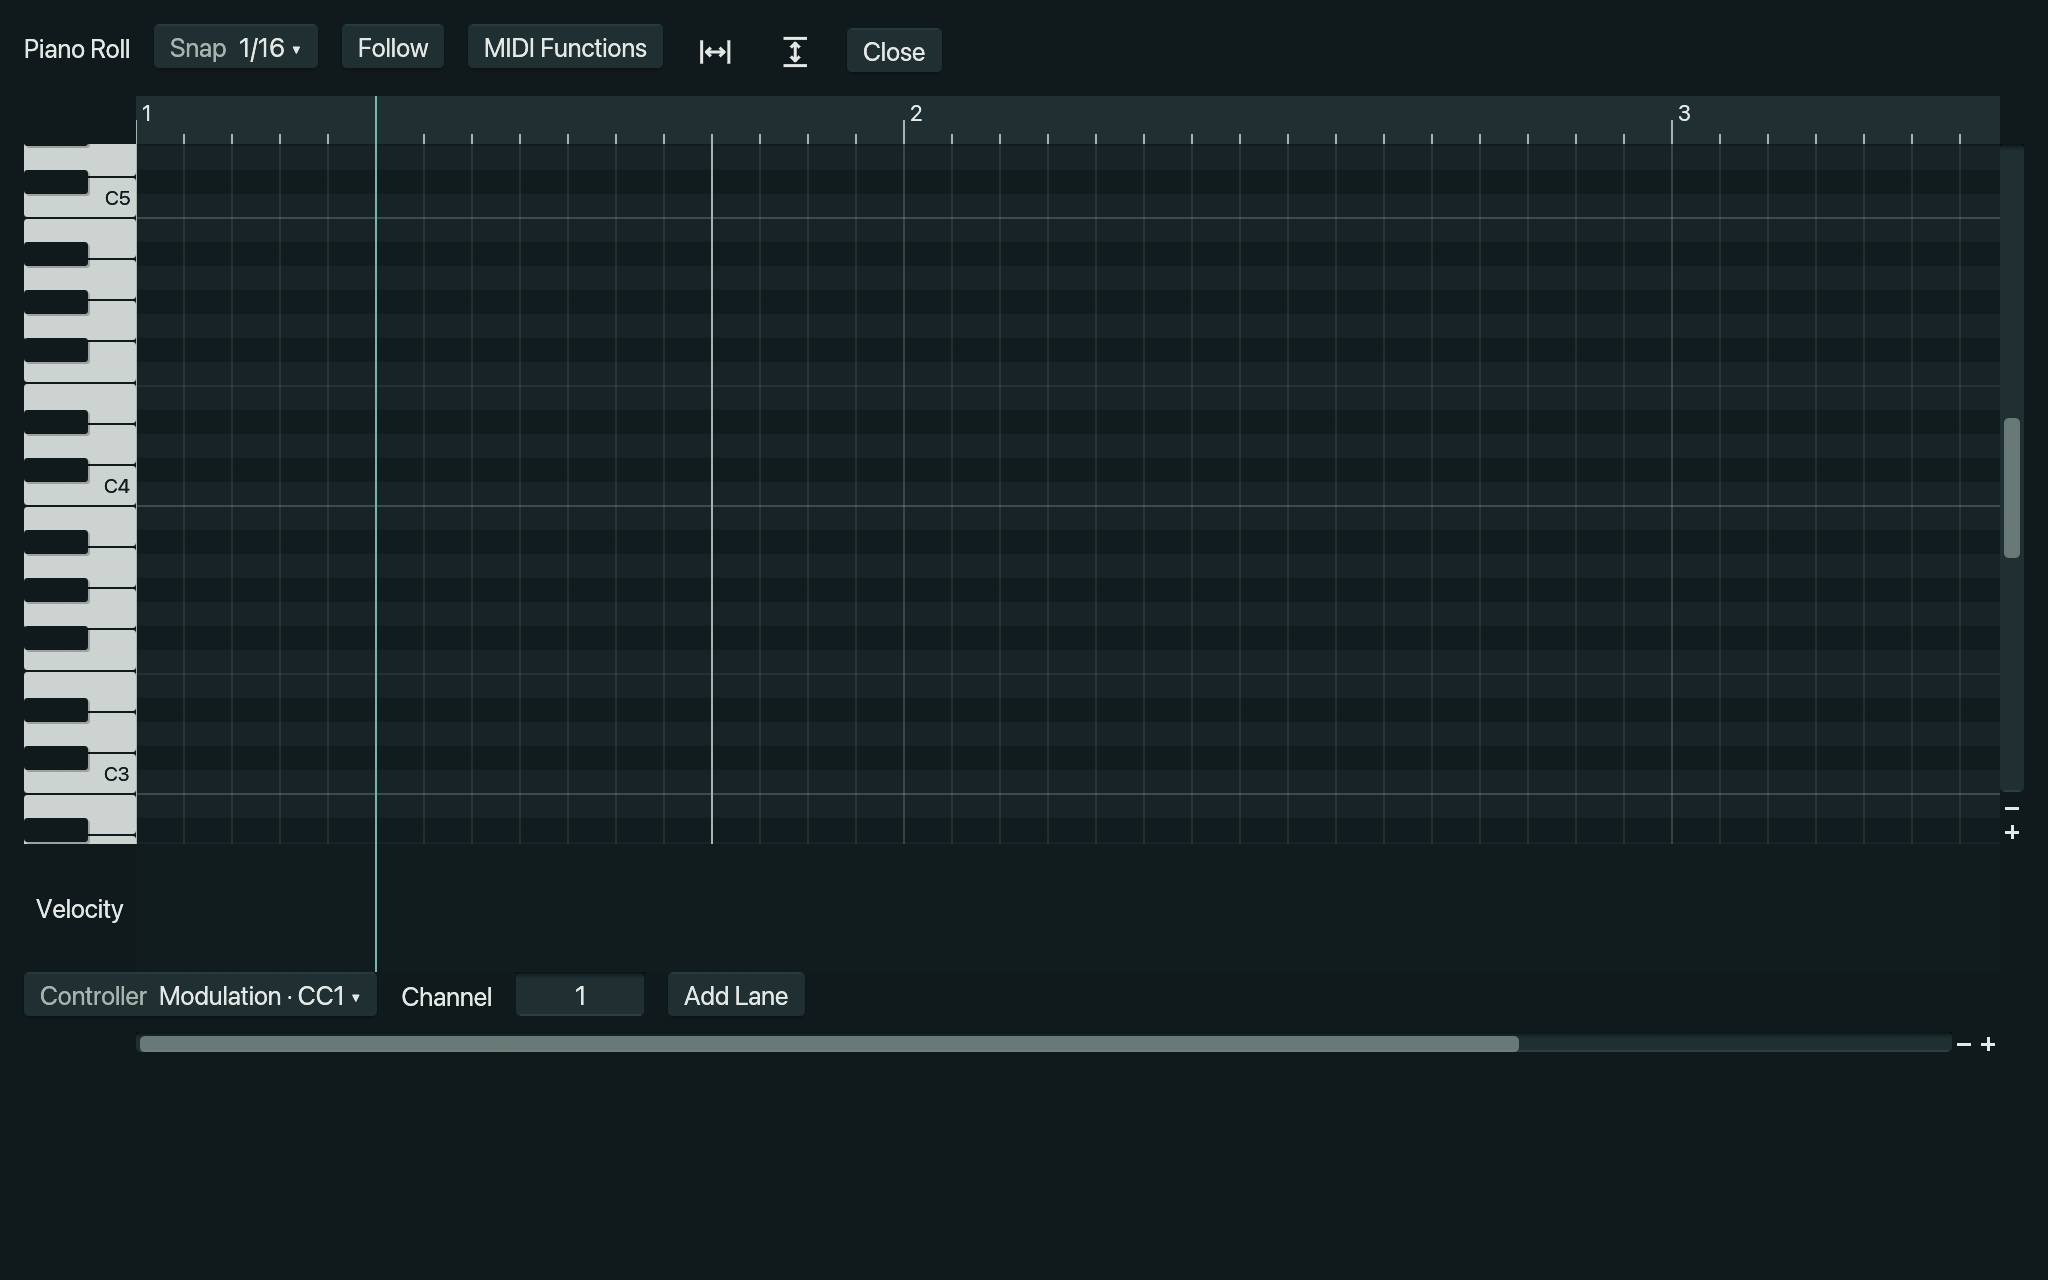 Piano Roll Snap 1/16 ▾ Follow MIDI Functions Close
1 2 3
C5
C4
C3
Velocity
Controller Modulation · CC1 ▾ Channel 1 Add Lane